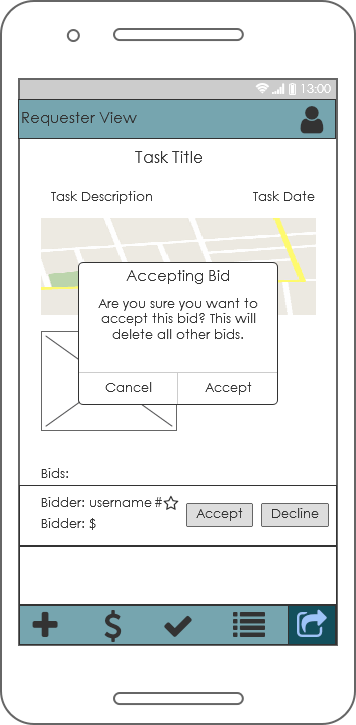 13:00
Requester View
Task Title
Task Description Task Date
Accepting Bid
Are you sure you want to
accept this bid? This will
delete all other bids.
Cancel Accept
Bids:
Bidder: username #
Bidder: $
Accept Decline